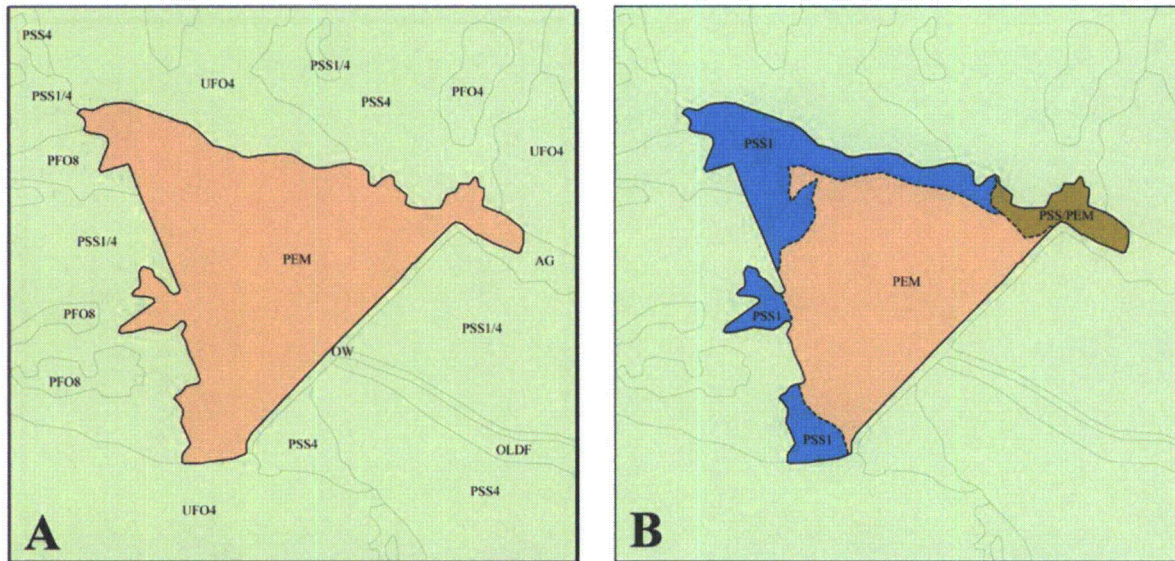 PSS4
UFO4
PSS1/4
PSS1/4
PSS4
PFO4
PFO8
UFO4
PSS1/4
PEM
AG
PFO8
PSS1/4
OW
PFO8
PSS4
OLDF
PSS4
UFO4
A
PSS1
PSS/PEM
PEM
PSS1
PSS1
B